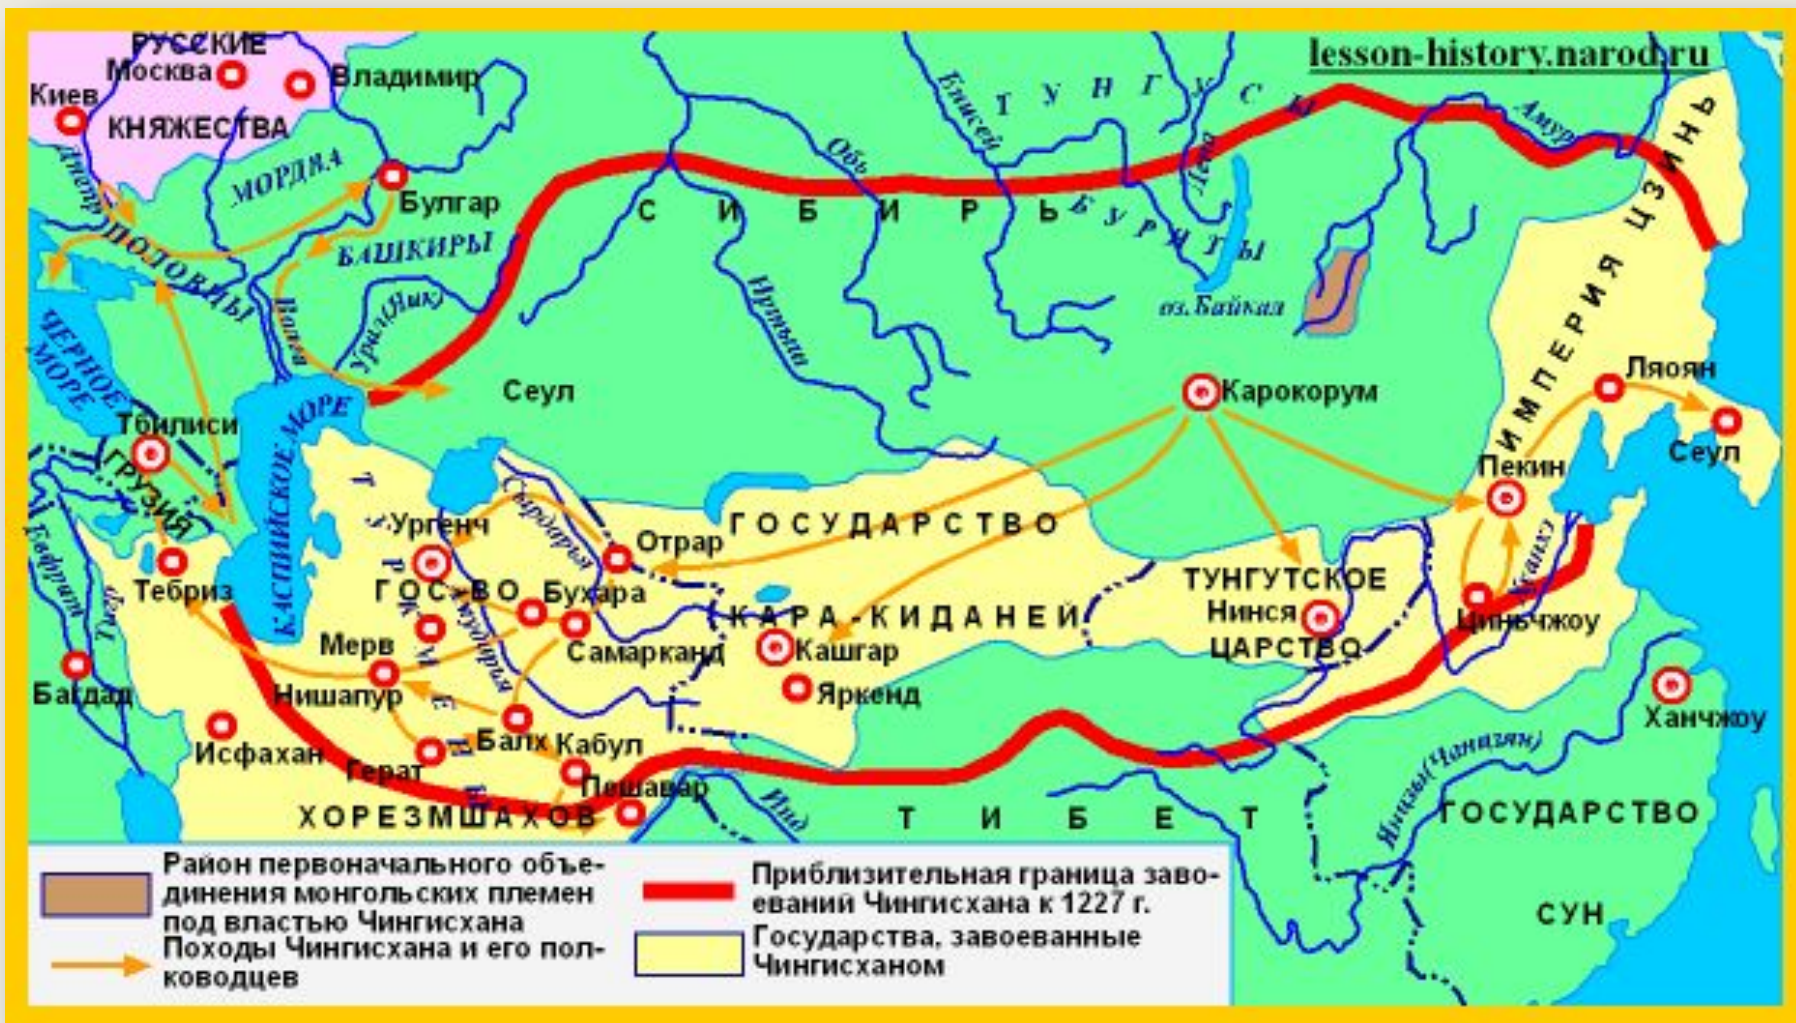 lesson-history.narod.ru
РУССКИЕ
Москва
Владимир
Киев
КНЯЖЕСТВА
Днепр
МОРДВА
Булгар
БАШКИРЫ
ПОЛОВЦЫ
Волга
Урал(Яик)
ЧЕРНОЕ
МОРЕ
КАСПИЙСКОЕ МОРЕ
Сеул
СИБИРЬ
Обь
Иртыш
Енисей
ТУНГУСЫ
Лена
БУРЯТЫ
оз.Байкал
Амур
ИМПЕРИЯ ЦЗИНЬ
Карокорум
Ляоян
Сеул
Пекин
Тбилиси
ГРУЗИЯ
Тебриз
Евфрат
Тигр
Багдад
ТУРКМЕНЫ
Ургенч
Сырдарья
Отрар
ГОСУДАРСТВО
КАРА-КИДАНЕЙ
ГОС-ВО
Бухара
Амударья
Самарканд
Мерв
Нишапур
Исфахан
Герат
Балх
Кабул
Пешавар
ХОРЕЗМШАХОВ
Кашгар
Яркенд
ТУНГУТСКОЕ
Нинся
ЦАРСТВО
Хуанхэ
Циньчжоу
Ханчжоу
Инд
ТИБЕТ
Янцзы(Чанцзян)
ГОСУДАРСТВО
СУН
Район первоначального объе-
динения монгольских племен
под властью Чингисхана
Походы Чингисхана и его пол-
ководцев
Приблизительная граница заво-
еваний Чингисхана к 1227 г.
Государства, завоеванные
Чингисханом